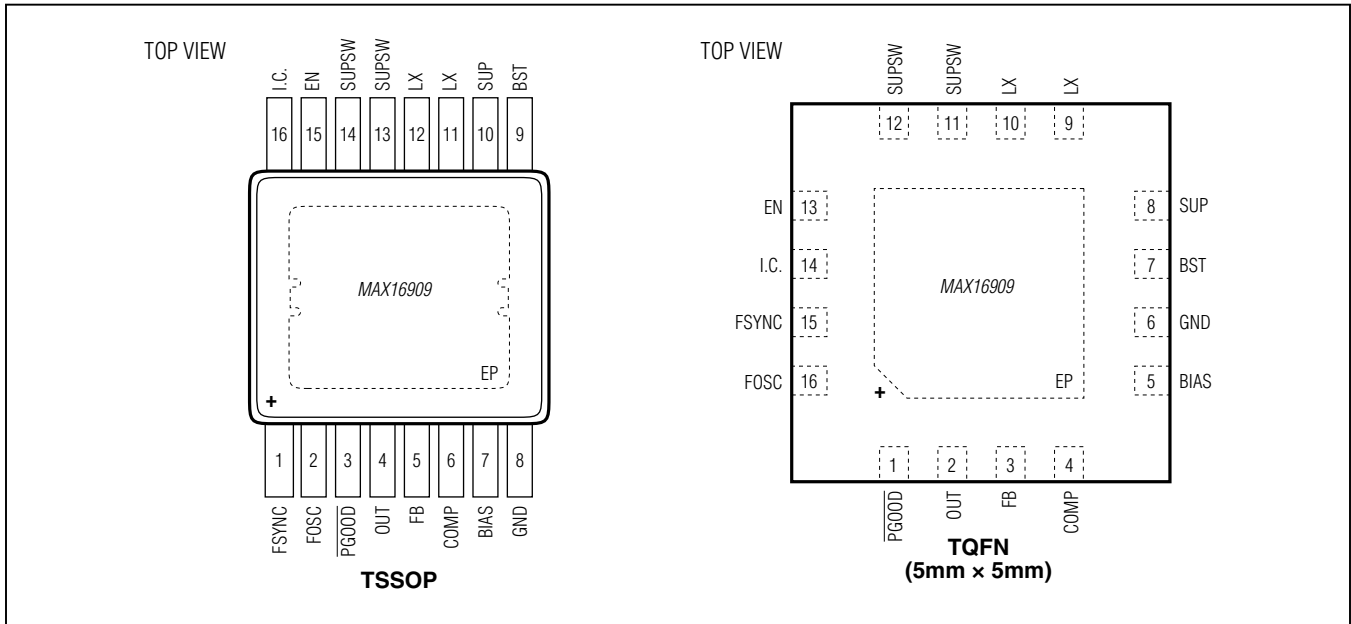 TOP VIEW
I.C.
EN
SUPSW
SUPSW
LX
LX
SUP
BST
16
15
14
13
12
11
10
9
MAX16909
EP
+
1
2
3
4
5
6
7
8
FSYNC
FOSC
PGOOD
OUT
FB
COMP
BIAS
GND
TSSOP
TOP VIEW
SUPSW
SUPSW
LX
LX
12
11
10
9
EN 13
8 SUP
I.C. 14
7 BST
MAX16909
FSYNC 15
6 GND
FOSC 16
EP
5 BIAS
+
1
2
3
4
PGOOD
OUT
FB
COMP
TQFN
(5mm × 5mm)